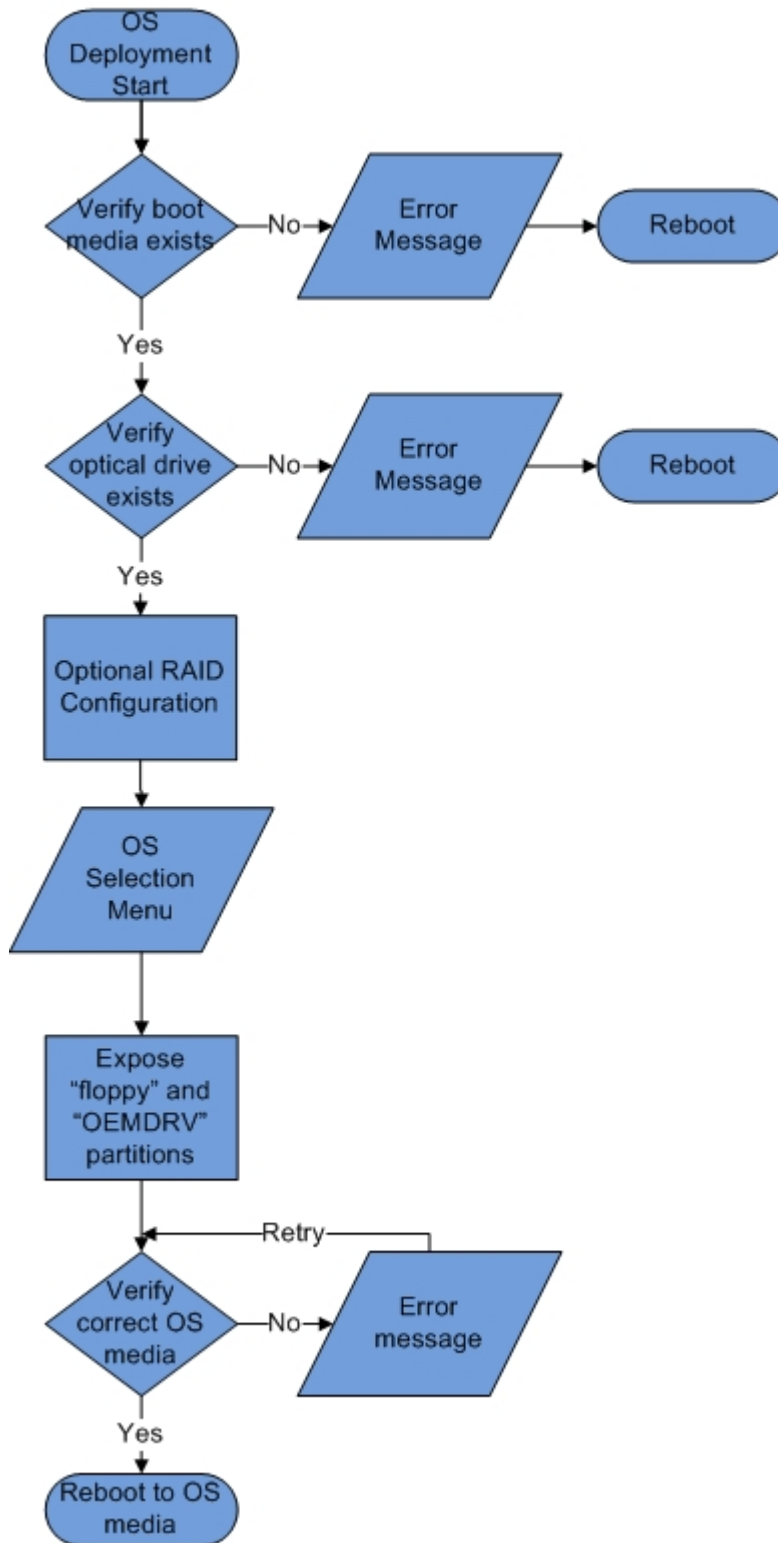 OS
Deployment
Start
Verify boot
media exists
No
Error
Message
Reboot
Yes
Verify
optical drive
exists
No
Error
Message
Reboot
Yes
Optional RAID
Configuration
OS
Selection
Menu
Expose
“floppy” and
“OEMDRV”
partitions
Retry
Verify
correct OS
media
No
Error
message
Yes
Reboot to OS
media